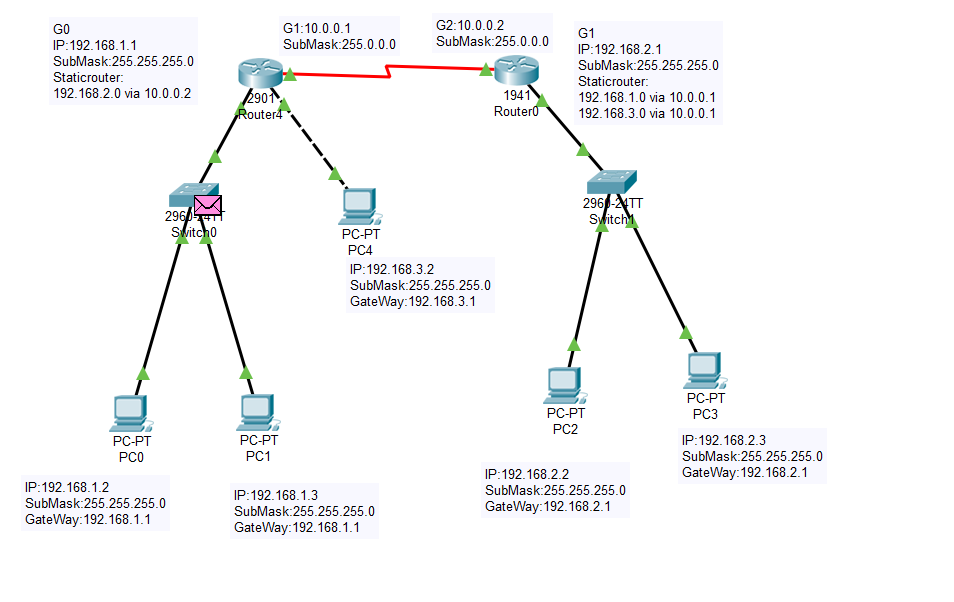 G0
IP:192.168.1.1
SubMask:255.255.255.0
Staticrouter:
192.168.2.0 via 10.0.0.2
G1:10.0.0.1
SubMask:255.0.0.0
G2:10.0.0.2
SubMask:255.0.0.0
G1
IP:192.168.2.1
SubMask:255.255.255.0
Staticrouter:
192.168.1.0 via 10.0.0.1
192.168.3.0 via 10.0.0.1
2901
Router4
1941
Router0
2960-24TT
Switch0
2960-24TT
Switch1
PC-PT
PC4
IP:192.168.3.2
SubMask:255.255.255.0
GateWay:192.168.3.1
PC-PT
PC0
PC-PT
PC1
PC-PT
PC2
PC-PT
PC3
IP:192.168.1.2
SubMask:255.255.255.0
GateWay:192.168.1.1
IP:192.168.1.3
SubMask:255.255.255.0
GateWay:192.168.1.1
IP:192.168.2.2
SubMask:255.255.255.0
GateWay:192.168.2.1
IP:192.168.2.3
SubMask:255.255.255.0
GateWay:192.168.2.1